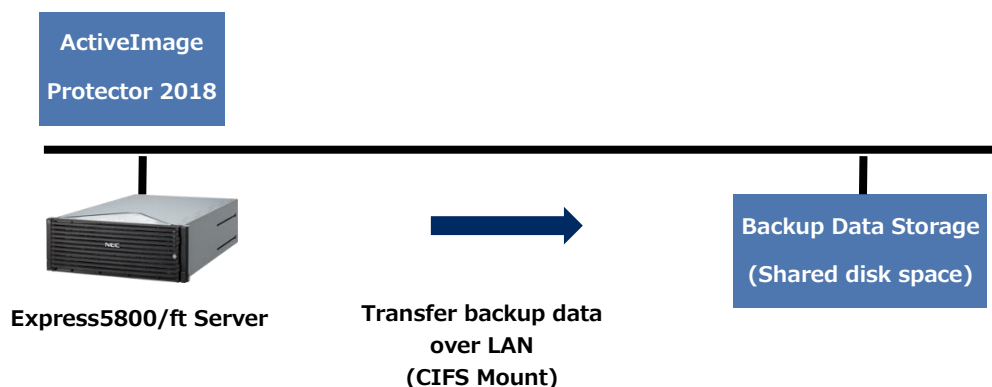 ActiveImage
Protector 2018
NEC
Express5800/ft Server
Transfer backup data
over LAN
(CIFS Mount)
Backup Data Storage
(Shared disk space)